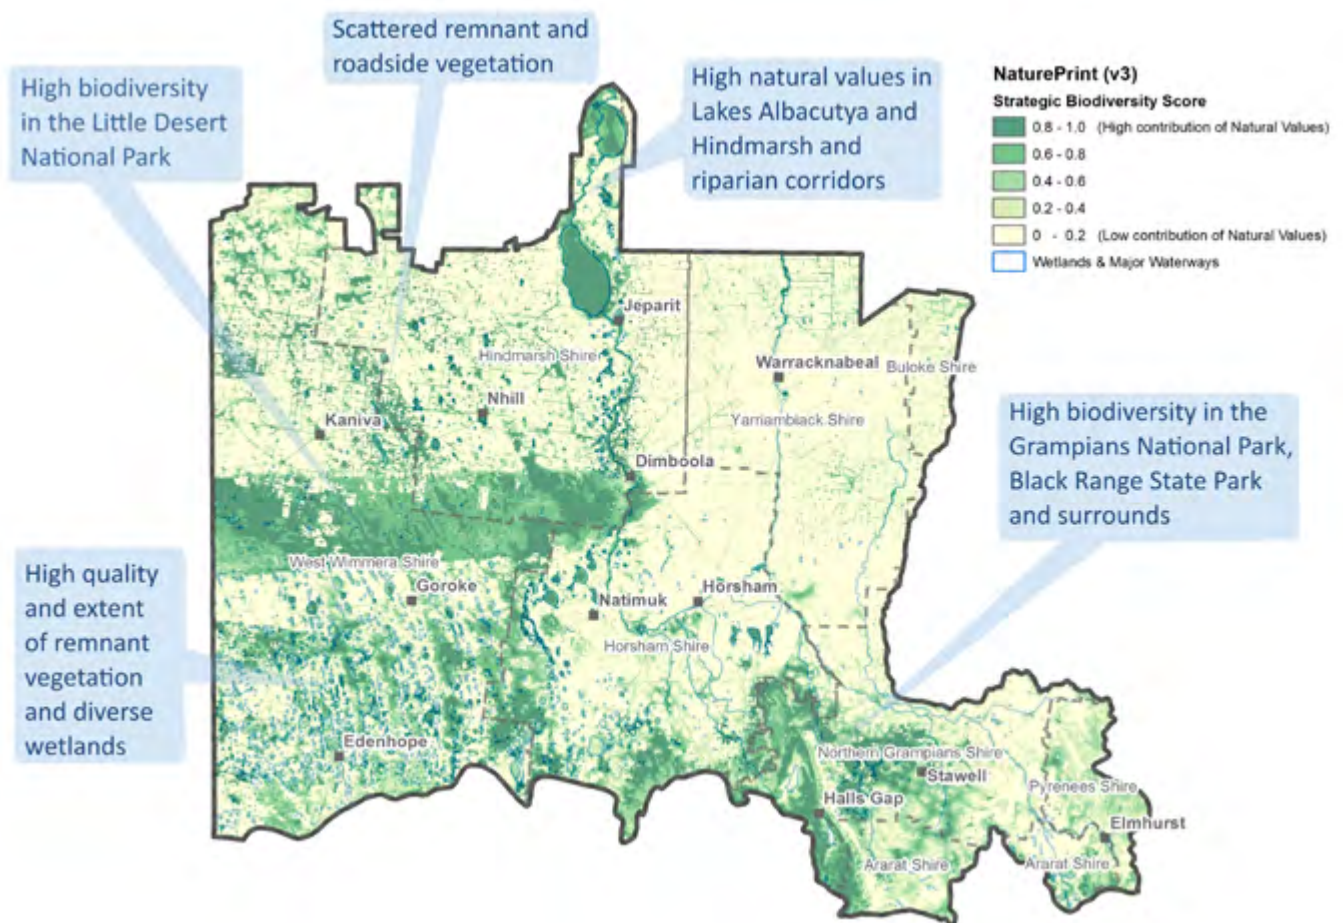 Scattered remnant and
roadside vegetation
High biodiversity
in the Little Desert
National Park
High natural values in
Lakes Albacutya and
Hindmarsh and
riparian corridors
NaturePrint (v3)
Strategic Biodiversity Score
0.8 - 1.0 (High contribution of Natural Values)
0.6 - 0.8
0.4 - 0.6
0.2 - 0.4
0 - 0.2 (Low contribution of Natural Values)
Wetlands & Major Waterways
Jeparit
Hindmarsh Shire
Warracknabeal
Buloke Shire
Nhill
Yarriambiack Shire
Kaniva
High biodiversity in the
Grampians National Park,
Black Range State Park
and surrounds
Dimboola
West Wimmera Shire
High quality
and extent
of remnant
vegetation
and diverse
wetlands
Goroke
Natimuk
Horsham
Horsham Shire
Edenhope
Northern Grampians Shire
Stawell
Halls Gap
Pyrenees Shire
Elmhurst
Ararat Shire
Ararat Shire